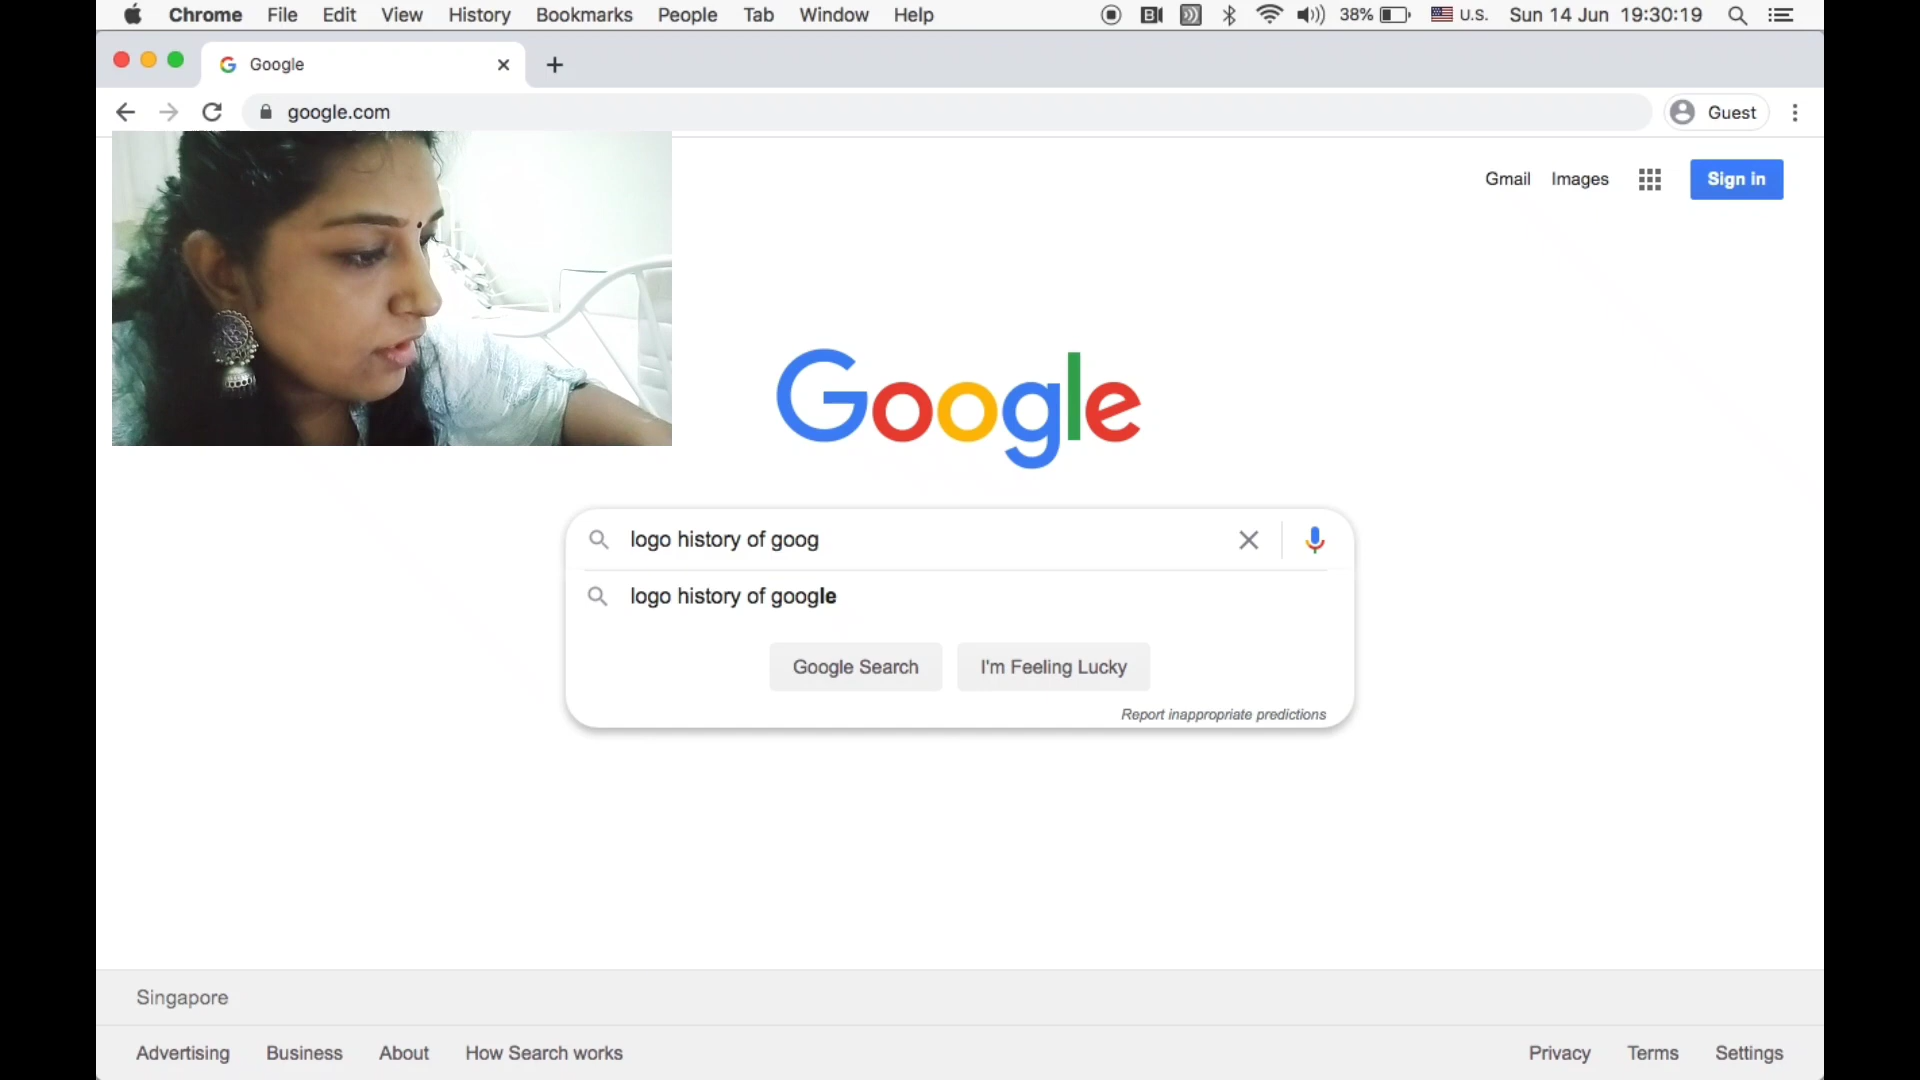 Chrome File Edit View History Bookmarks People Tab Window Help 38% U.S. Sun 14 Jun 19:30:19
Google
google.com Guest
Gmail Images Sign in
Google
logo history of goog
logo history of google
Google Search I'm Feeling Lucky
Report inappropriate predictions
Singapore
Advertising Business About How Search works Privacy Terms Settings